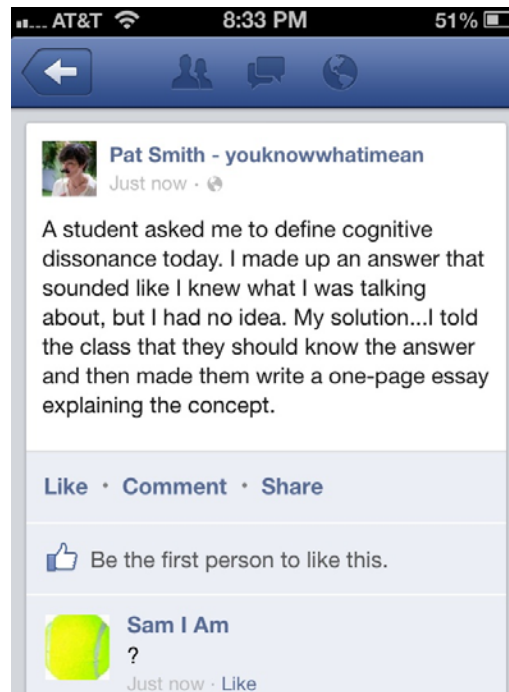 AT&T 8:33 PM 51%
Pat Smith - youknowwhatimean
Just now ·
A student asked me to define cognitive
dissonance today. I made up an answer that
sounded like I knew what I was talking
about, but I had no idea. My solution...I told
the class that they should know the answer
and then made them write a one-page essay
explaining the concept.
Like · Comment · Share
Be the first person to like this.
Sam I Am
?
Just now · Like